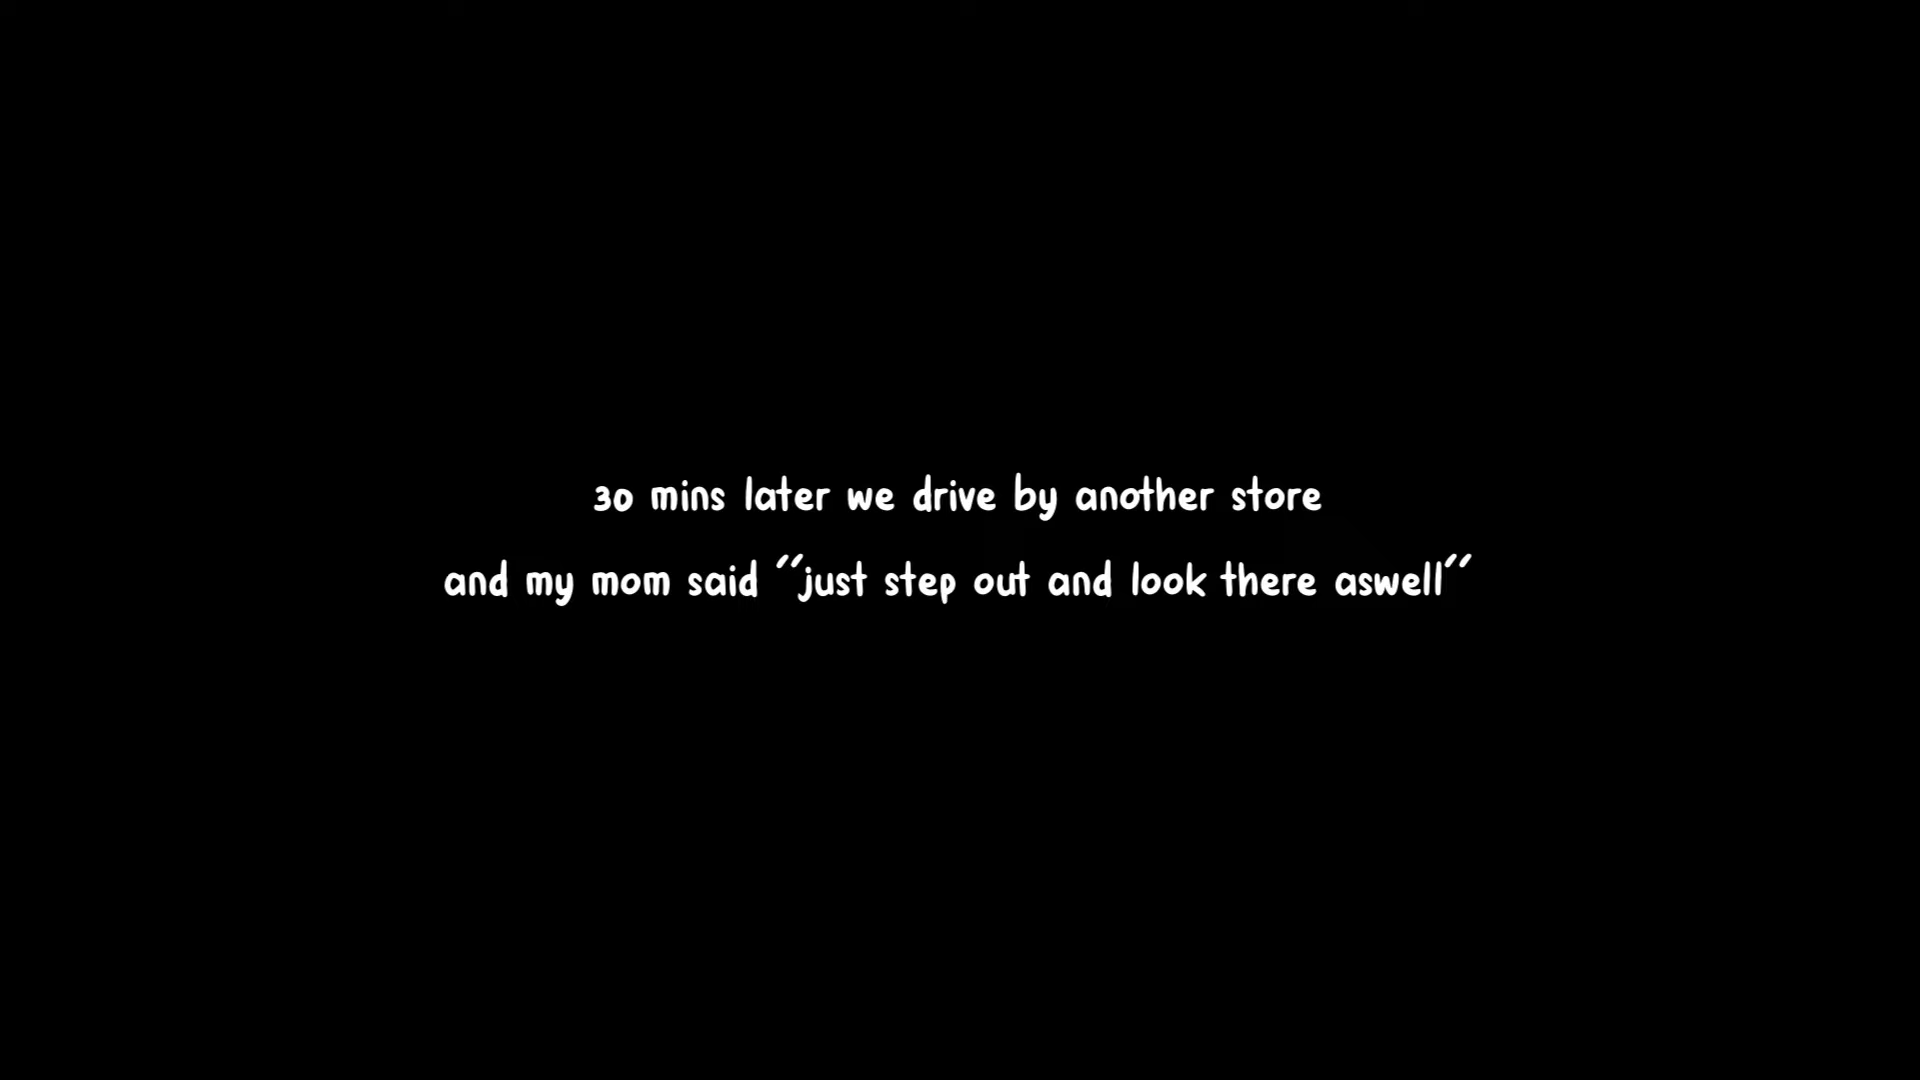 30 mins later we drive by another store
and my mom said "just step out and look there aswell"